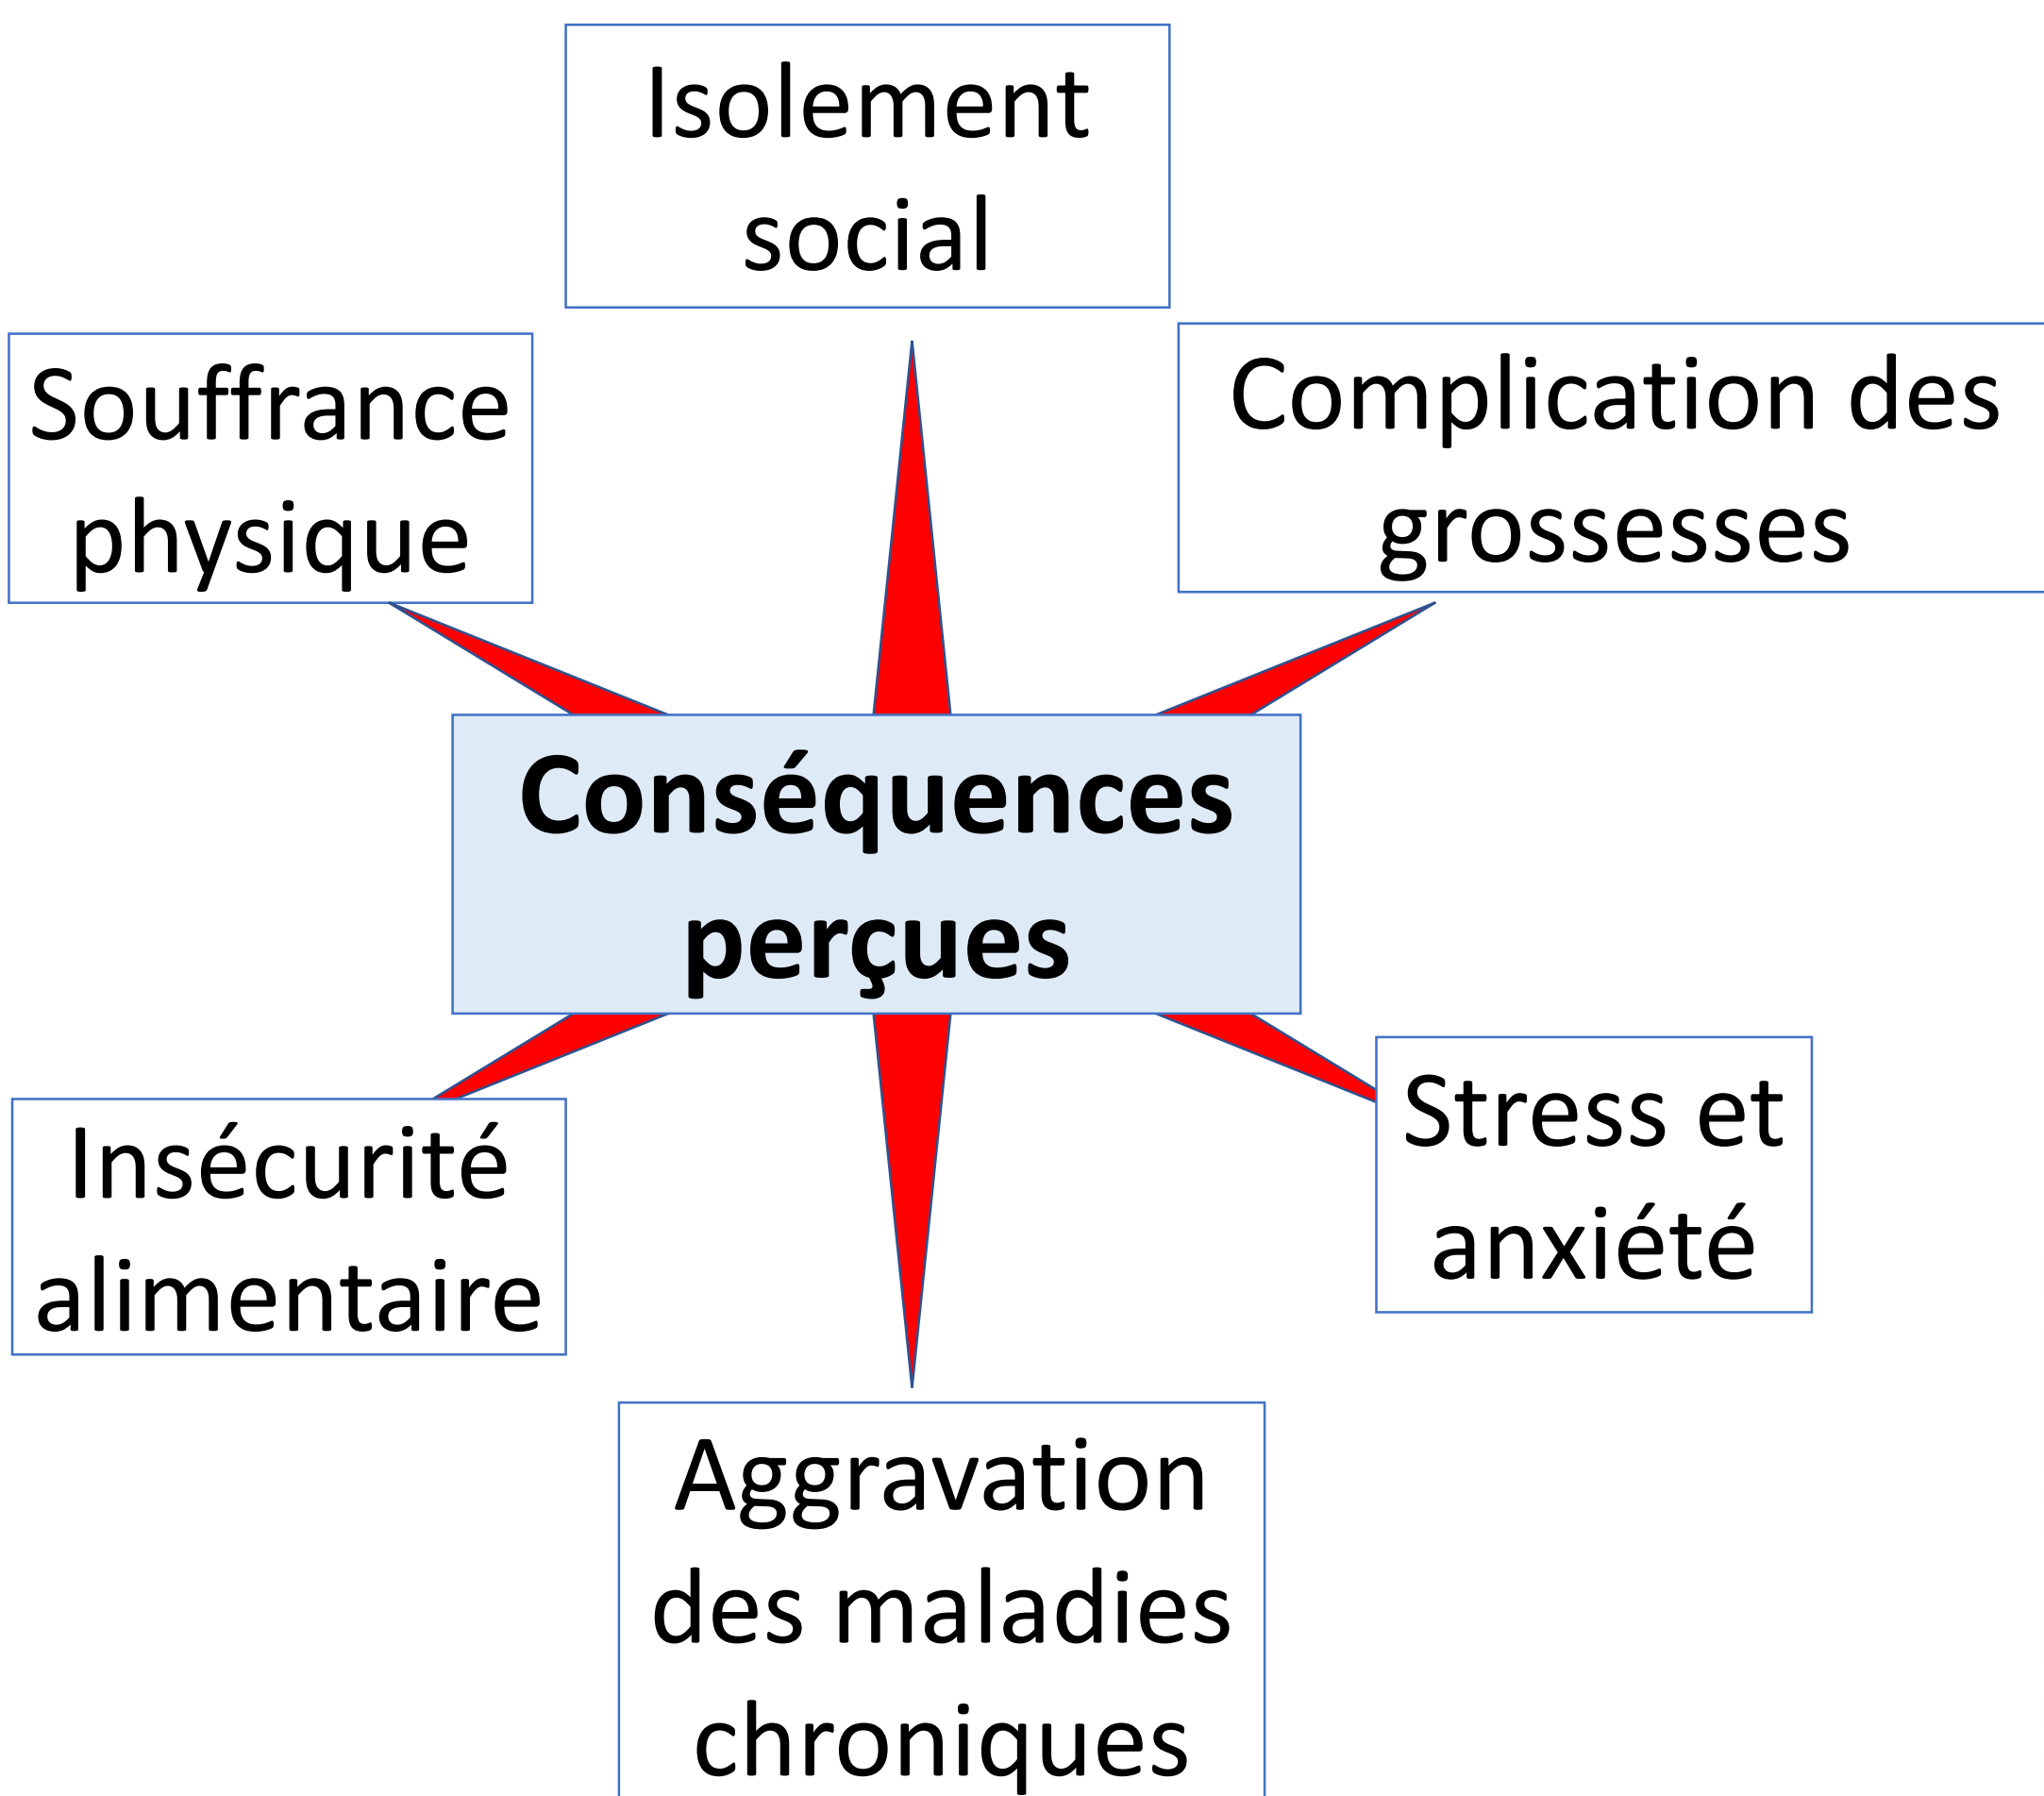 Isolement
social
Souffrance
physique
Complication des
grossesses
Conséquences
perçues
Insécurité
alimentaire
Stress et
anxiété
Aggravation
des maladies
chroniques